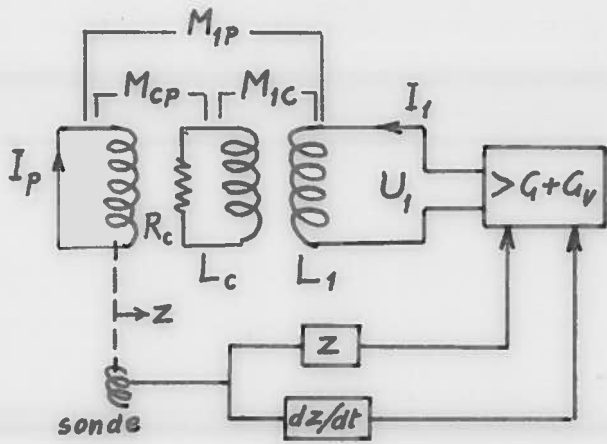 M1P
MCP M1C
I1
IP
RC
U1
> G+GV
LC
L1
z
z
sonde
dz/dt